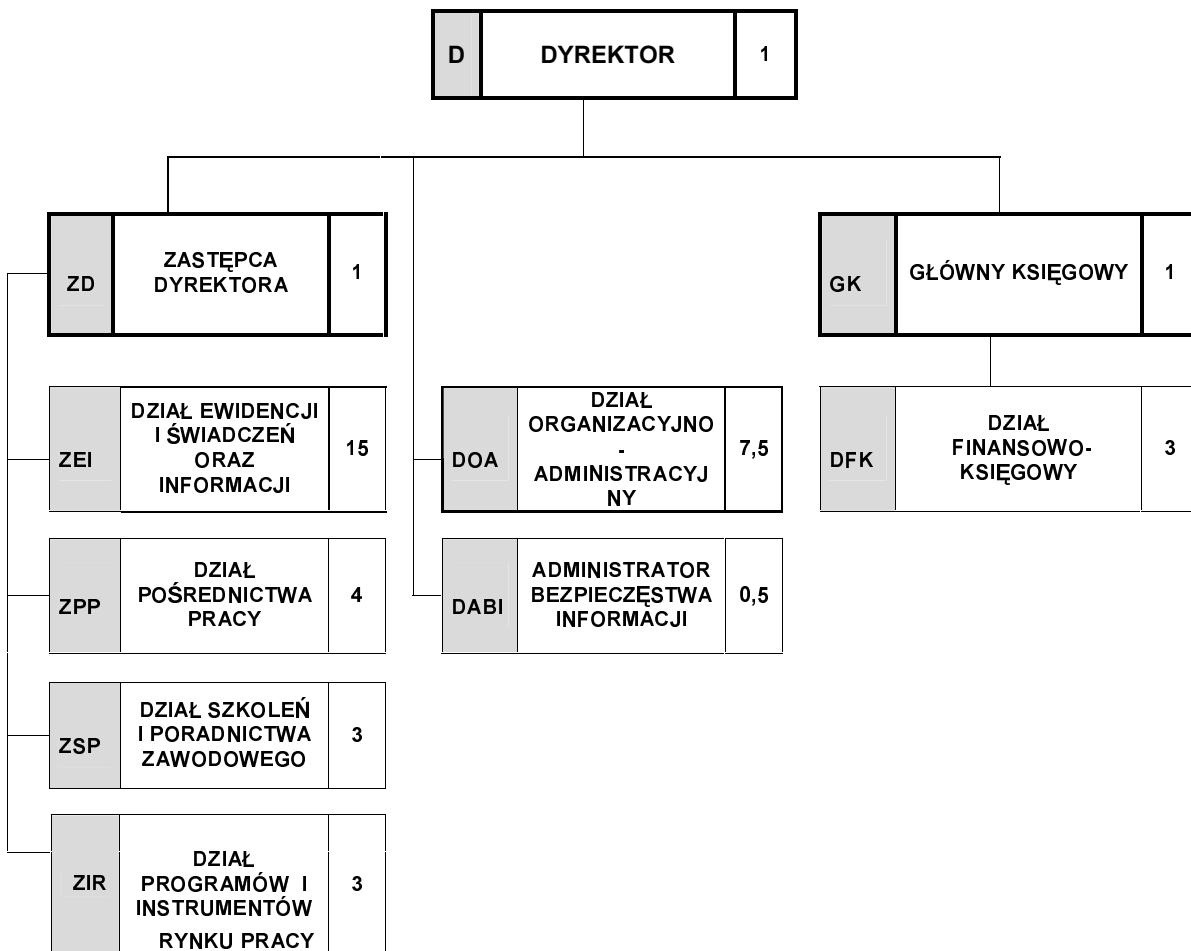 D
DYREKTOR
1
ZD
ZASTĘPCA
DYREKTORA
1
GK
GŁÓWNY KSIĘGOWY
1
ZEI
DZIAŁ EWIDENCJI
I ŚWIADCZEŃ
ORAZ
INFORMACJI
15
DOA
DZIAŁ
ORGANIZACYJNO
-
ADMINISTRACYJ
NY
7,5
DFK
DZIAŁ
FINANSOWO-
KSIĘGOWY
3
ZPP
DZIAŁ
POŚREDNICTWA
PRACY
4
DABI
ADMINISTRATOR
BEZPIECZĘSTWA
INFORMACJI
0,5
ZSP
DZIAŁ SZKOLEŃ
I PORADNICTWA
ZAWODOWEGO
3
ZIR
DZIAŁ
PROGRAMÓW I
INSTRUMENTÓW
RYNKU PRACY
3